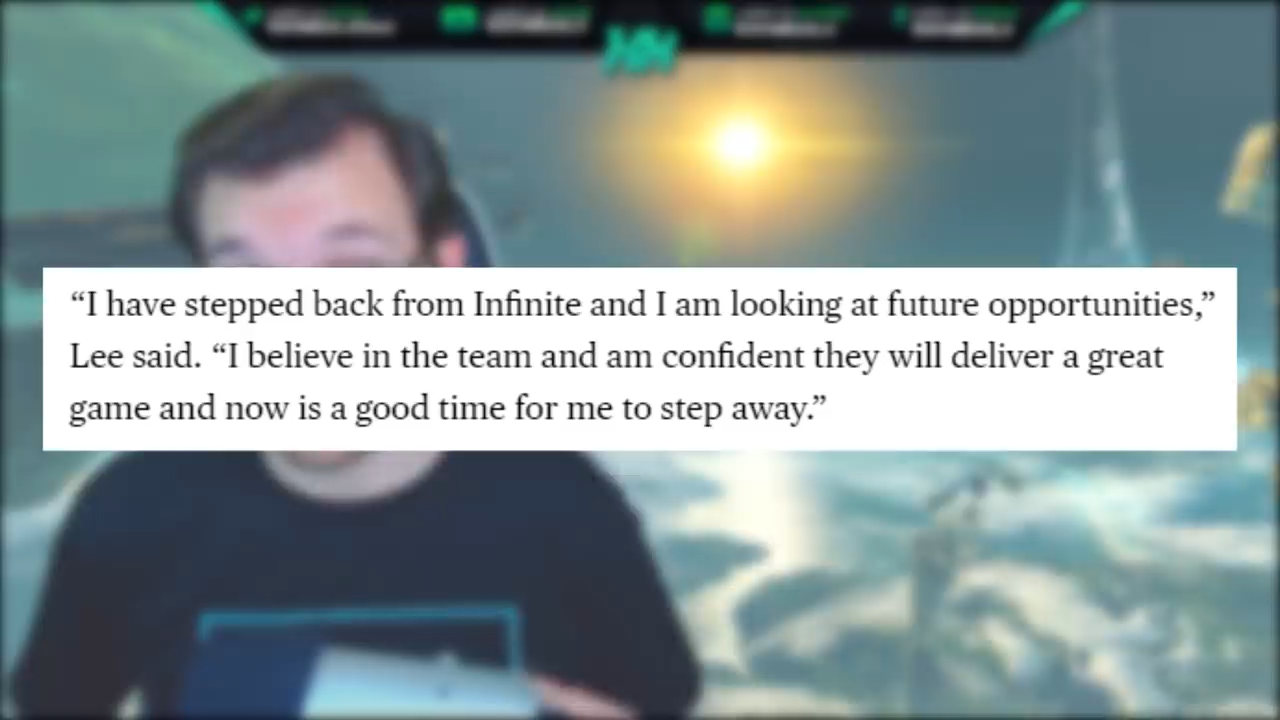 “I have stepped back from Infinite and I am looking at future opportunities,”
Lee said. “I believe in the team and am confident they will deliver a great
game and now is a good time for me to step away.”